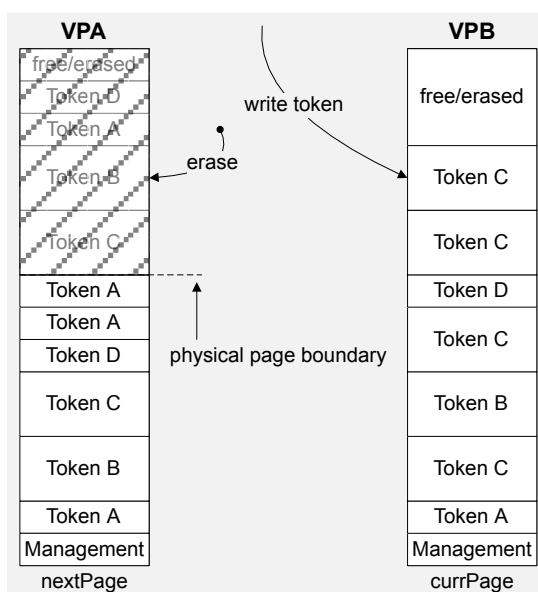 VPA
free/erased
Token D
Token A
Token B
Token C
Token A
Token A
Token D
Token C
Token B
Token A
Management
nextPage
write token
erase
physical page boundary
VPB
free/erased
Token C
Token C
Token D
Token C
Token B
Token C
Token A
Management
currPage